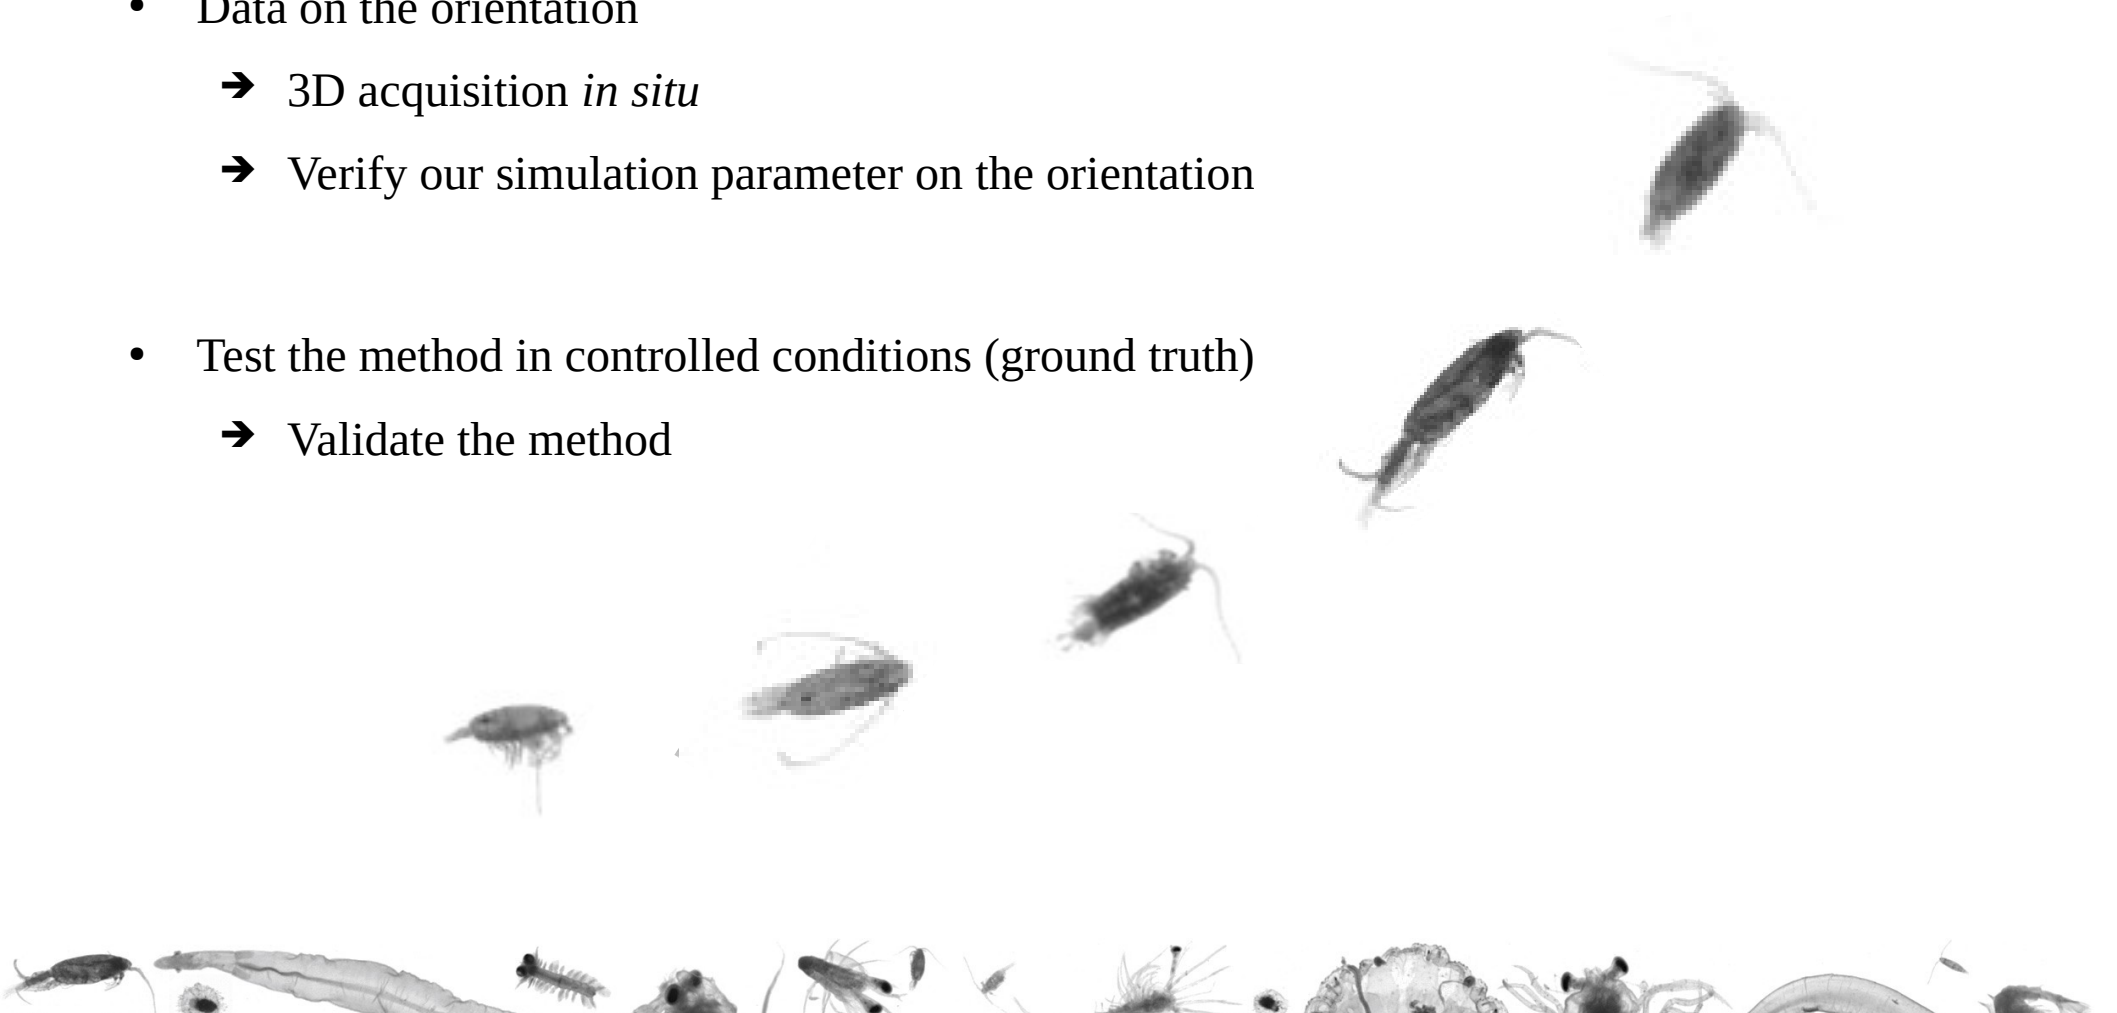 • Data on the orientation
➔ 3D acquisition in situ
➔ Verify our simulation parameter on the orientation
• Test the method in controlled conditions (ground truth)
➔ Validate the method